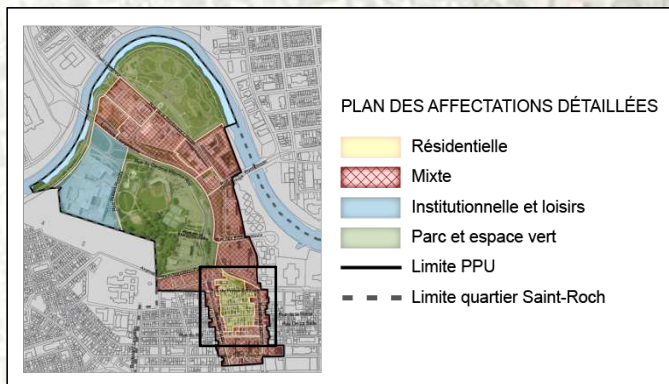 PLAN DES AFFECTATIONS DÉTAILLÉES
Résidentielle
Mixte
Institutionnelle et loisirs
Parc et espace vert
Limite PPU
Limite quartier Saint-Roch